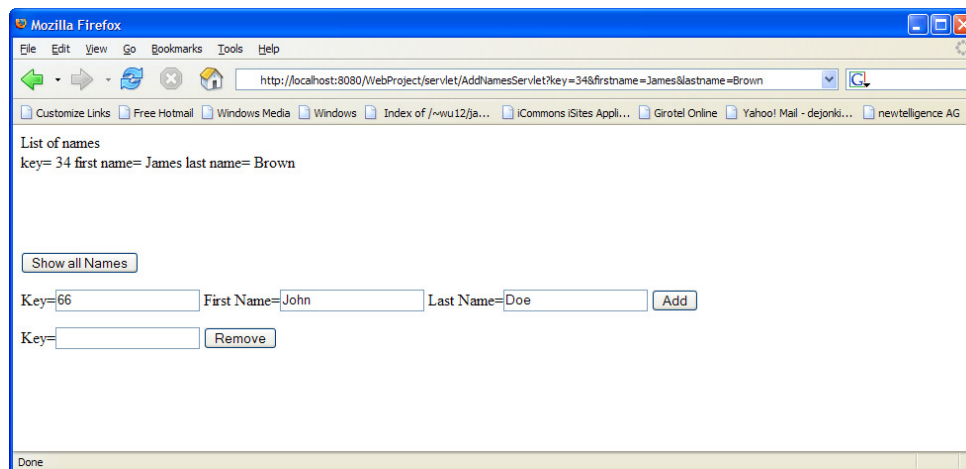 Mozilla Firefox
File Edit View Go Bookmarks Tools Help
http://localhost:8080/WebProject/servlet/AddNamesServlet?key=34&firstname=James&lastname=Brown
G
Customize Links Free Hotmail Windows Media Windows Index of /~wu12/ja... iCommons iSites Appli... Girotel Online Yahoo! Mail - dejonki... newtelligence AG
List of names
key= 34 first name= James last name= Brown
Show all Names
Key=66 First Name=John Last Name=Doe Add
Key= Remove
Done